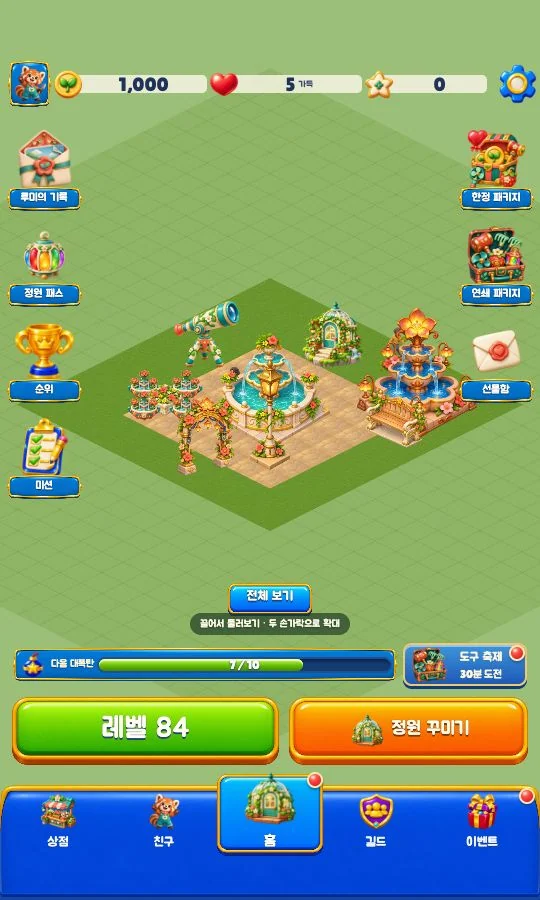 1,000
5 가득
0
루미의 기록
한정 패키지
정원 패스
연쇄 패키지
순위
선물함
미션
전체 보기
끌어서 둘러보기 · 두 손가락으로 확대
다음 대폭탄
7/10
도구 축제
30분 도전
레벨 84
정원 꾸미기
상점
친구
홈
길드
이벤트